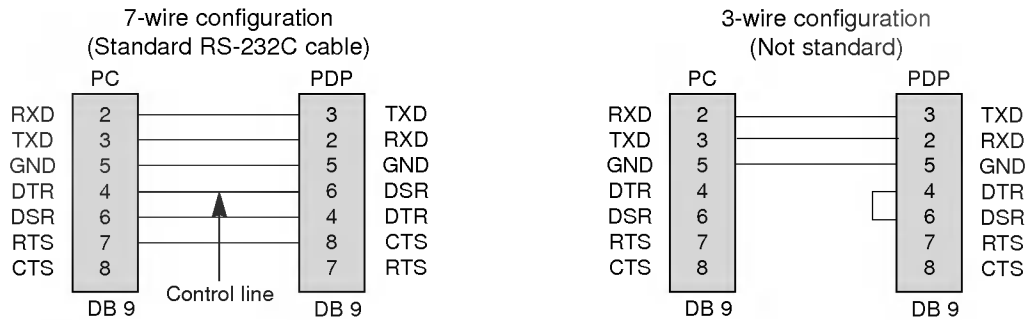 7-wire configuration
(Standard RS-232C cable)
PC PDP
RXD 2 3 TXD
TXD 3 2 RXD
GND 5 5 GND
DTR 4 6 DSR
DSR 6 4 DTR
RTS 7 8 CTS
CTS 8 7 RTS
Control line
DB 9 DB 9
3-wire configuration
(Not standard)
PC PDP
RXD 2 3 TXD
TXD 3 2 RXD
GND 5 5 GND
DTR 4 4 DTR
DSR 6 6 DSR
RTS 7 7 RTS
CTS 8 8 CTS
DB 9 DB 9